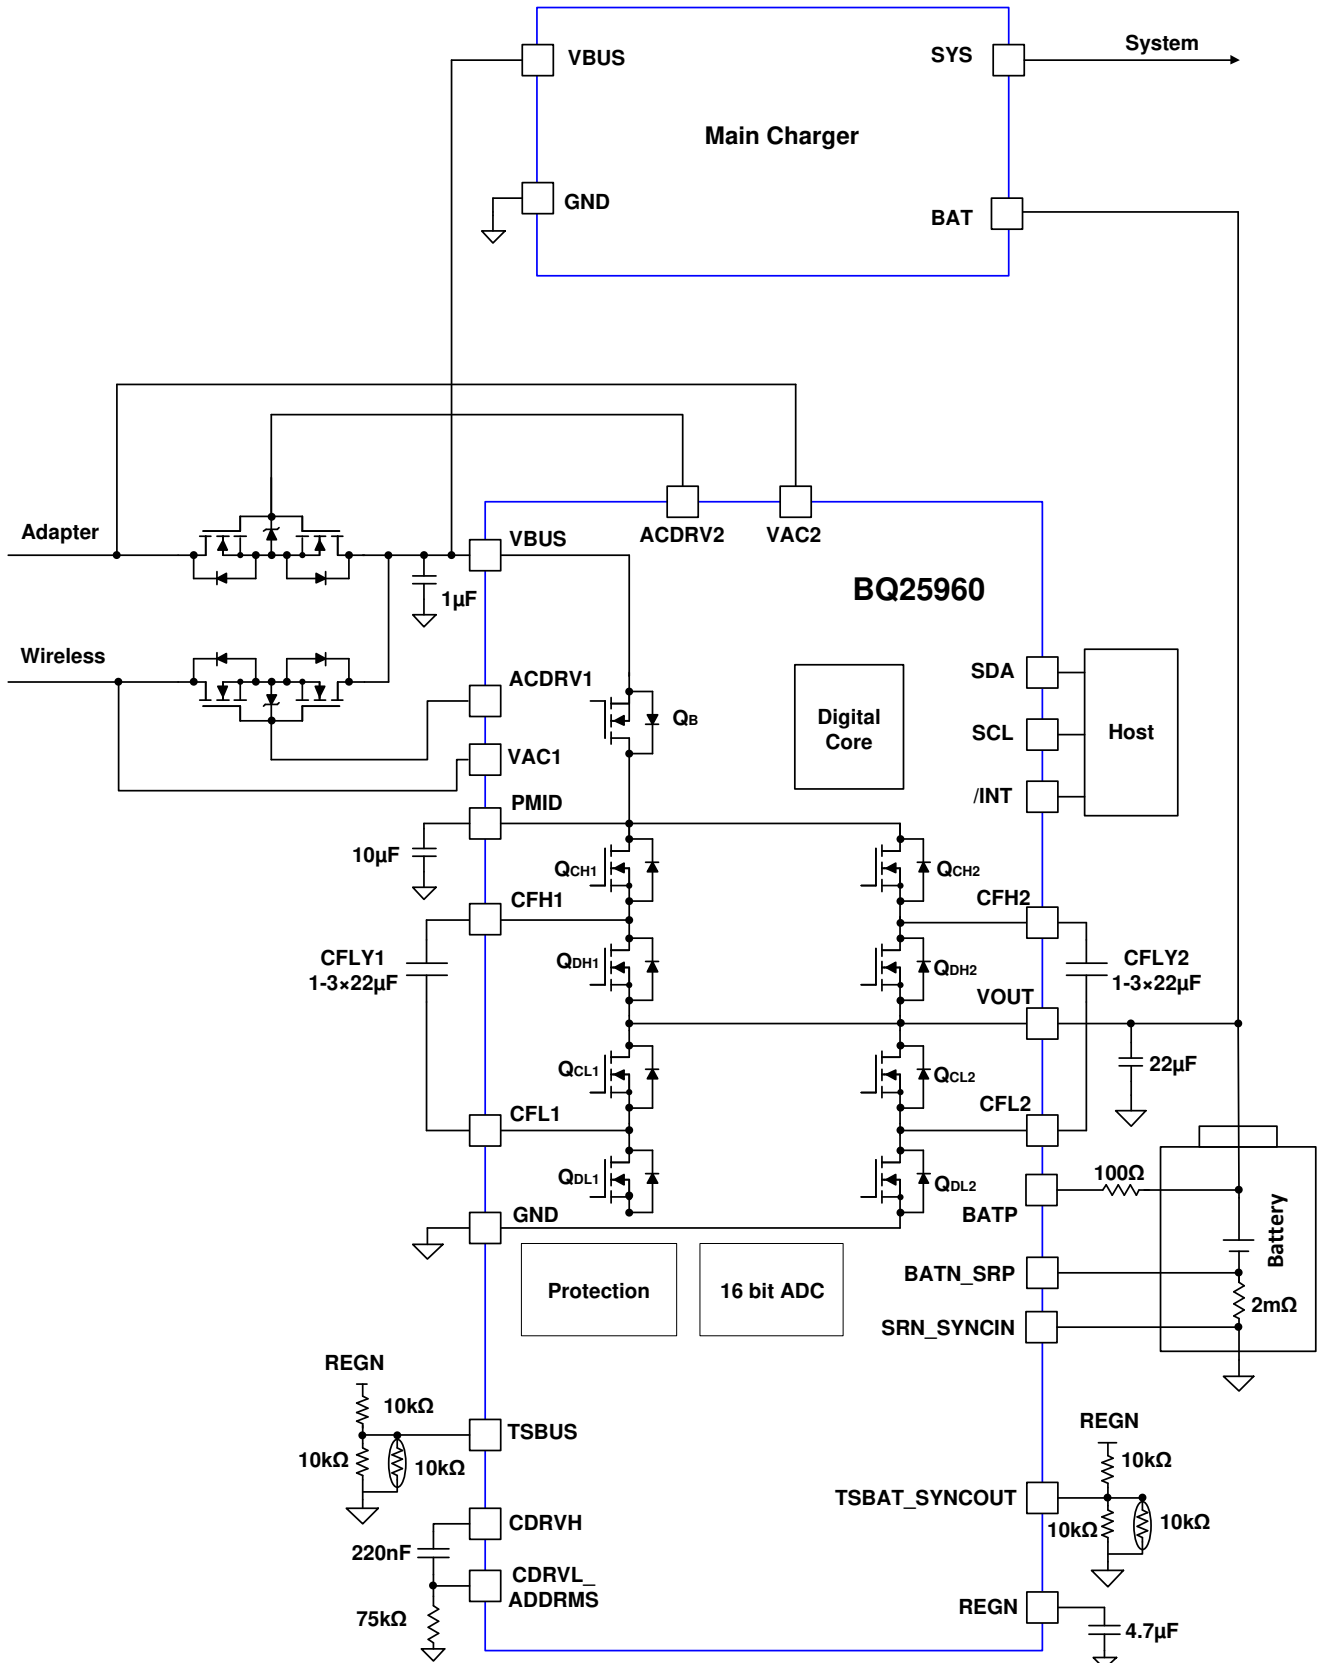 VBUS
SYS
System
Main Charger
GND
BAT
Adapter
ACDRV2
VAC2
VBUS
BQ25960
1µF
Wireless
SDA
ACDRV1
QB
Digital
Core
SCL
Host
VAC1
/INT
PMID
10µF
QCH1
QCH2
CFH1
CFH2
CFLY1
1-3×22µF
QDH1
QDH2
CFLY2
1-3×22µF
VOUT
QCL1
QCL2
22µF
CFL1
CFL2
QDL1
QDL2
100Ω
GND
BATP
Battery
Protection
16 bit ADC
BATN_SRP
2mΩ
SRN_SYNCIN
REGN
10kΩ
TSBUS
10kΩ
10kΩ
REGN
10kΩ
TSBAT_SYNCOUT
10kΩ
10kΩ
CDRVH
220nF
CDRVL_
ADDRMS
75kΩ
REGN
4.7µF